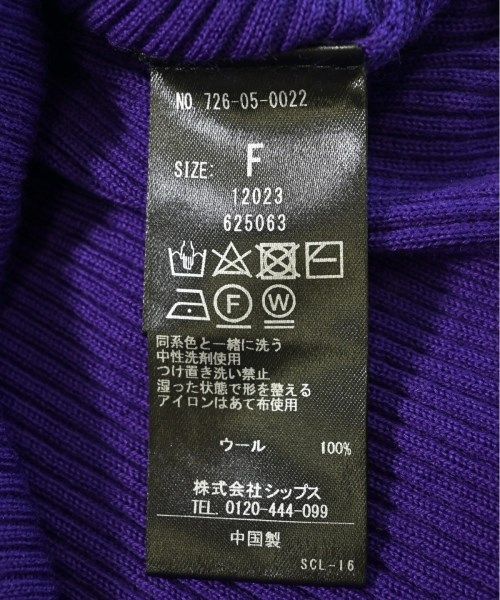 NO. 726-05-0022
SIZE: F
12023
625063
F W
同系色と一緒に洗う
中性洗剤使用
つけ置き洗い禁止
湿った状態で形を整える
アイロンはあて布使用
ウール 100%
株式会社シップス
TEL. 0120-444-099
中国製
SCL-16